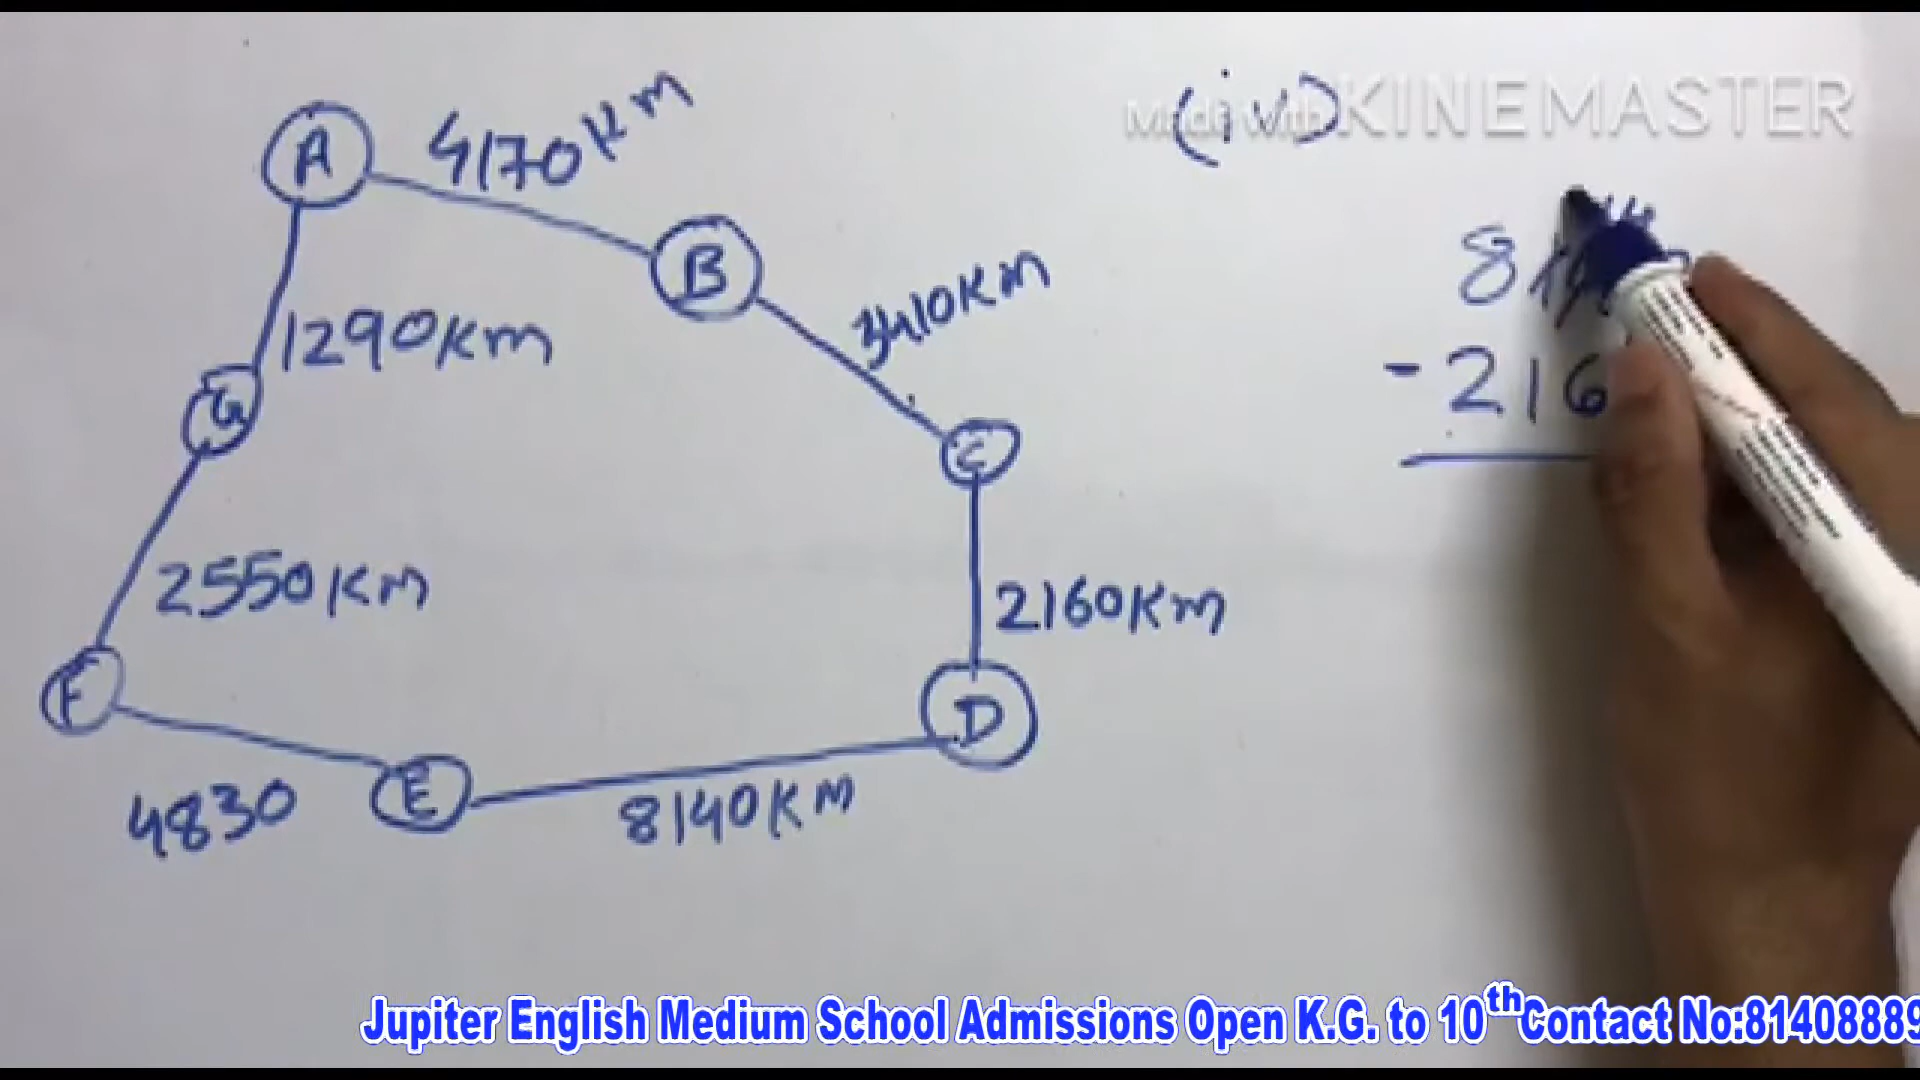 A
4170KM
B
3410KM
C
2160KM
D
8140KM
E
4830
F
2550KM
G
1290KM
(iv)
Made with KINEMASTER
8
- 216
Jupiter English Medium School Admissions Open K.G. to 10th Contact No:81408889